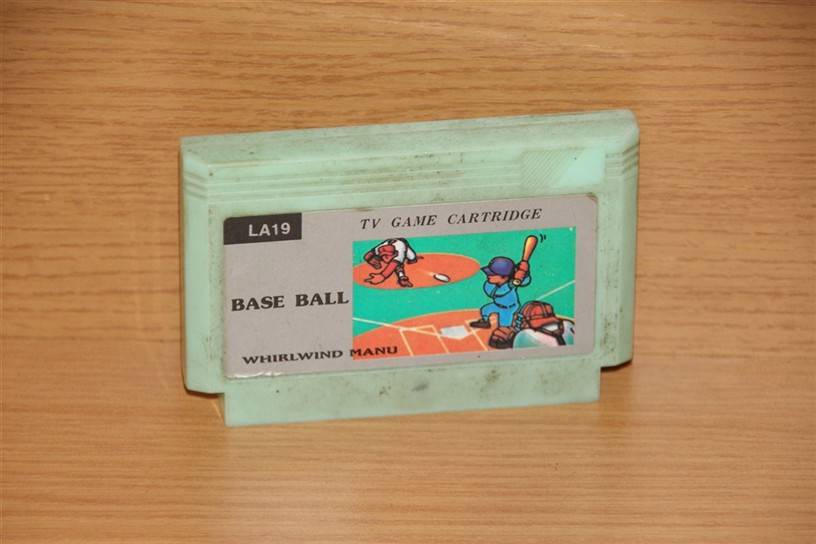 LA19
TV GAME CARTRIDGE
BASE BALL
WHIRLWIND MANU